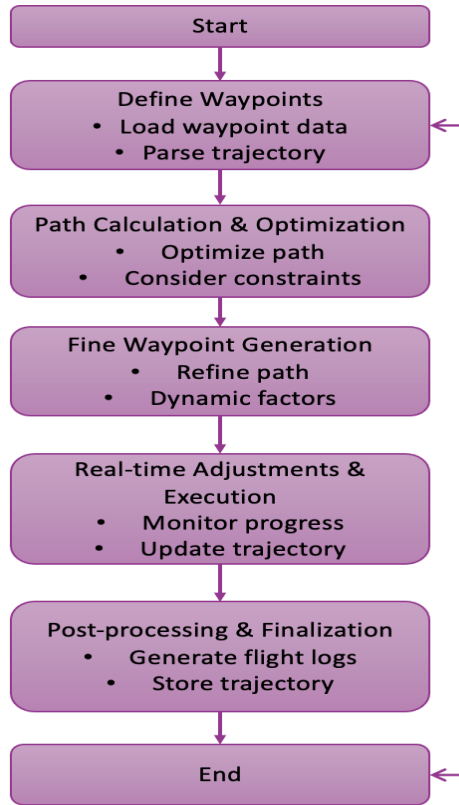 Start
Define Waypoints
• Load waypoint data
• Parse trajectory
Path Calculation & Optimization
• Optimize path
• Consider constraints
Fine Waypoint Generation
• Refine path
• Dynamic factors
Real-time Adjustments &
Execution
• Monitor progress
• Update trajectory
Post-processing & Finalization
• Generate flight logs
• Store trajectory
End